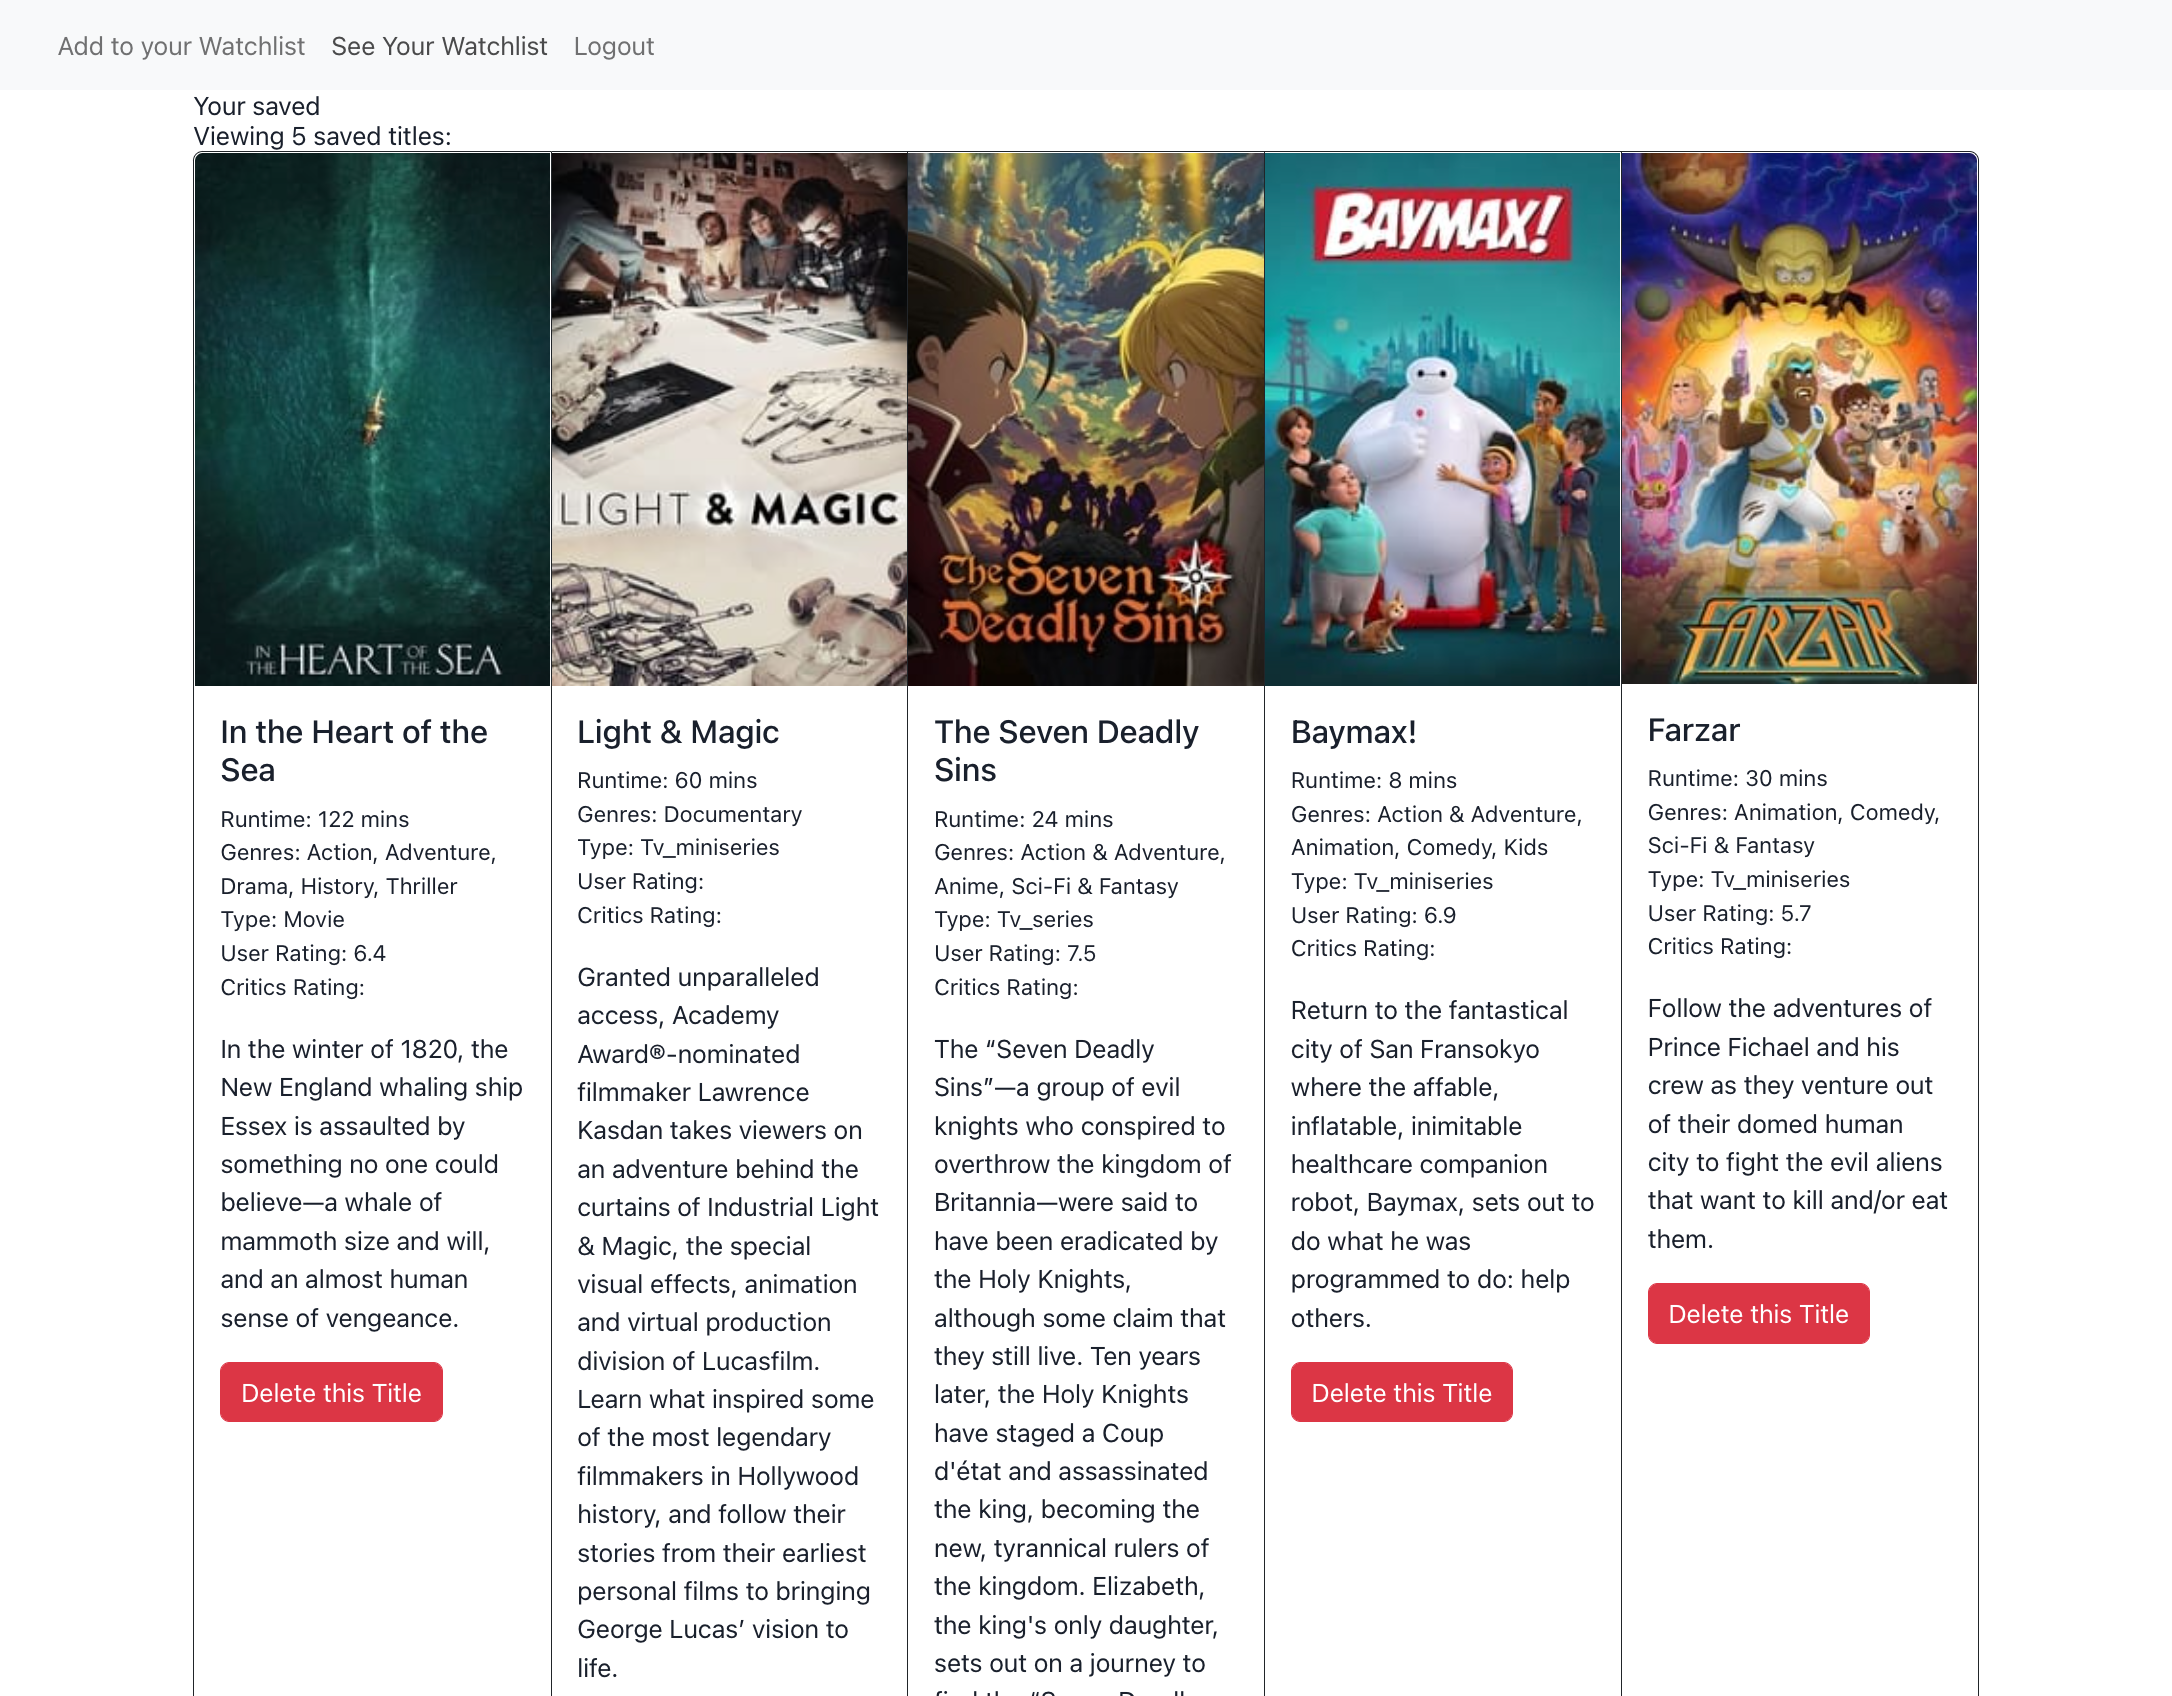 Add to your Watchlist See Your Watchlist Logout
Your saved
Viewing 5 saved titles:
IN THE HEART OF THE SEA
In the Heart of the
Sea
Runtime: 122 mins
Genres: Action, Adventure,
Drama, History, Thriller
Type: Movie
User Rating: 6.4
Critics Rating:
In the winter of 1820, the
New England whaling ship
Essex is assaulted by
something no one could
believe—a whale of
mammoth size and will,
and an almost human
sense of vengeance.
Delete this Title
LIGHT & MAGIC
Light & Magic
Runtime: 60 mins
Genres: Documentary
Type: Tv_miniseries
User Rating:
Critics Rating:
Granted unparalleled
access, Academy
Award®-nominated
filmmaker Lawrence
Kasdan takes viewers on
an adventure behind the
curtains of Industrial Light
& Magic, the special
visual effects, animation
and virtual production
division of Lucasfilm.
Learn what inspired some
of the most legendary
filmmakers in Hollywood
history, and follow their
stories from their earliest
personal films to bringing
George Lucas’ vision to
life.
The Seven
Deadly Sins
The Seven Deadly
Sins
Runtime: 24 mins
Genres: Action & Adventure,
Anime, Sci-Fi & Fantasy
Type: Tv_series
User Rating: 7.5
Critics Rating:
The “Seven Deadly
Sins”—a group of evil
knights who conspired to
overthrow the kingdom of
Britannia—were said to
have been eradicated by
the Holy Knights,
although some claim that
they still live. Ten years
later, the Holy Knights
have staged a Coup
d'état and assassinated
the king, becoming the
new, tyrannical rulers of
the kingdom. Elizabeth,
the king's only daughter,
sets out on a journey to
BAYMAX!
Baymax!
Runtime: 8 mins
Genres: Action & Adventure,
Animation, Comedy, Kids
Type: Tv_miniseries
User Rating: 6.9
Critics Rating:
Return to the fantastical
city of San Fransokyo
where the affable,
inflatable, inimitable
healthcare companion
robot, Baymax, sets out to
do what he was
programmed to do: help
others.
Delete this Title
FARZAR
Farzar
Runtime: 30 mins
Genres: Animation, Comedy,
Sci-Fi & Fantasy
Type: Tv_miniseries
User Rating: 5.7
Critics Rating:
Follow the adventures of
Prince Fichael and his
crew as they venture out
of their domed human
city to fight the evil aliens
that want to kill and/or eat
them.
Delete this Title